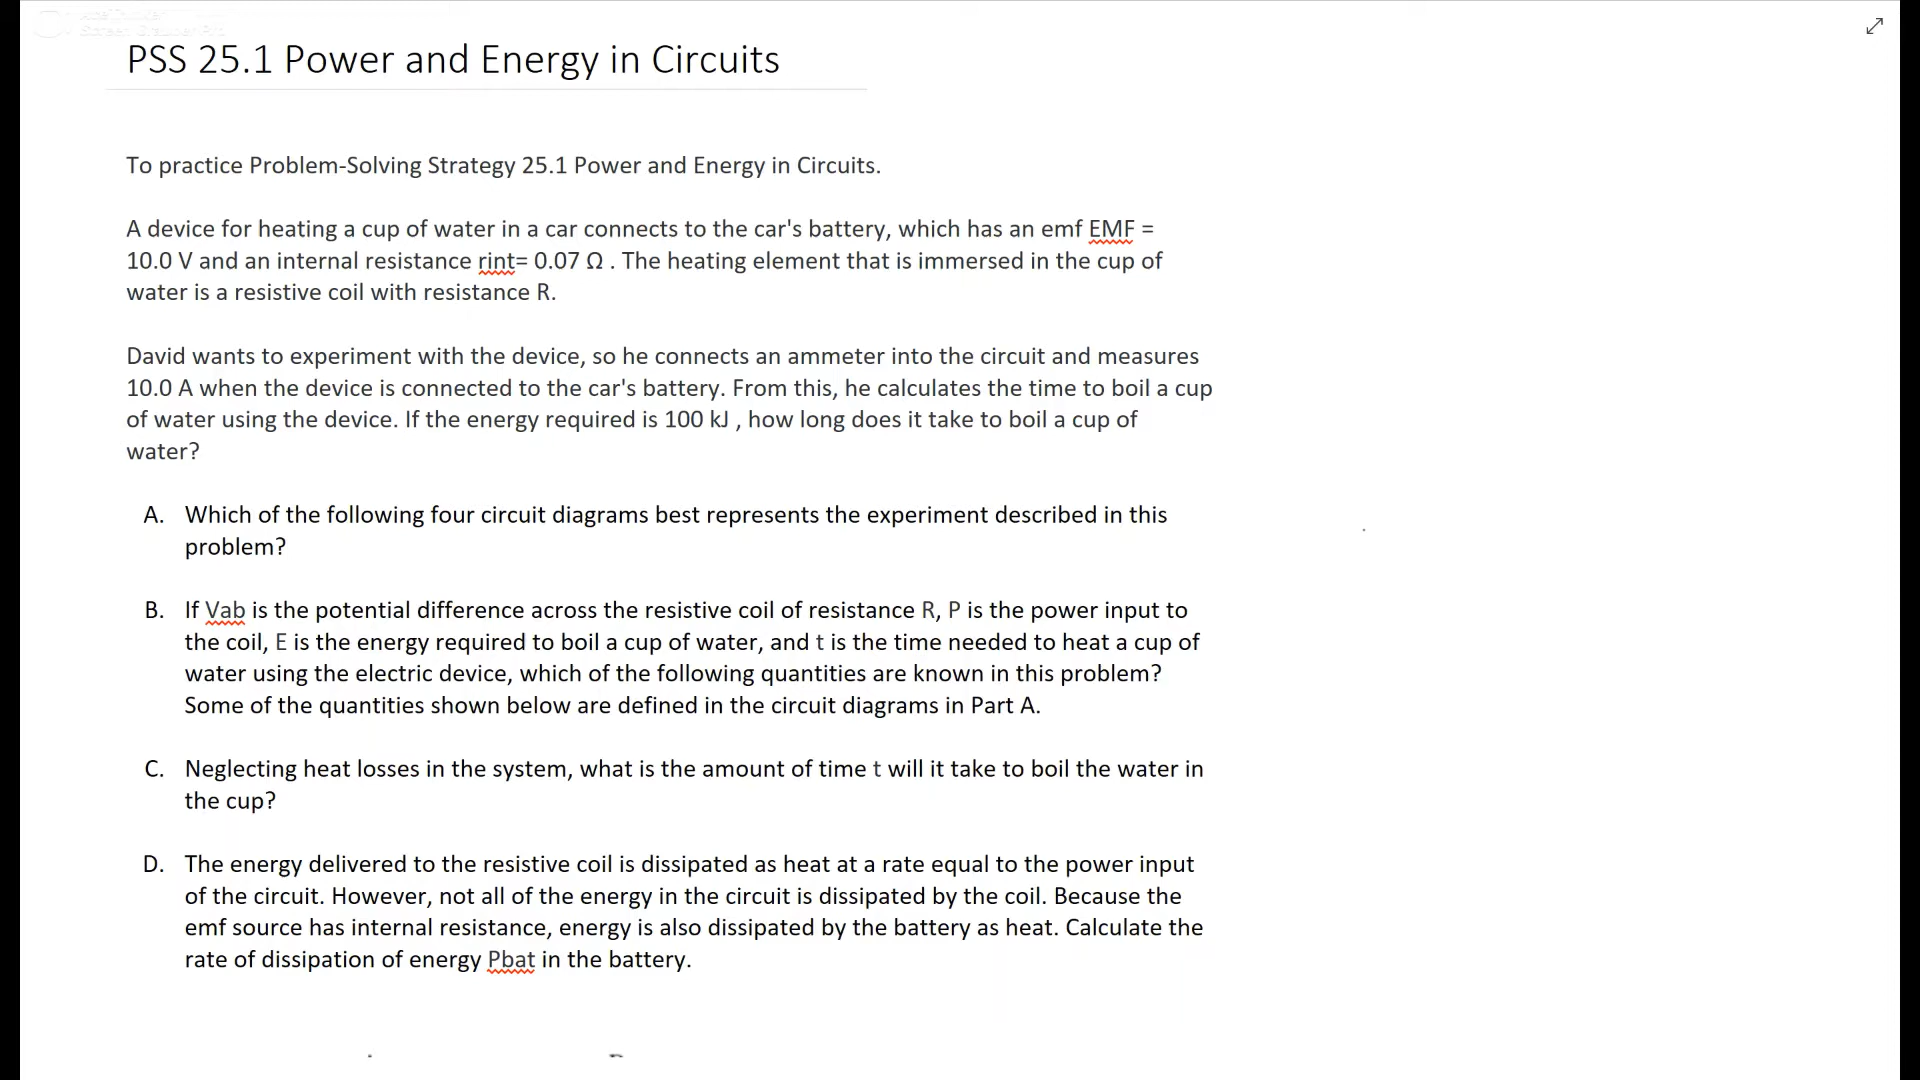 PSS 25.1 Power and Energy in Circuits
To practice Problem-Solving Strategy 25.1 Power and Energy in Circuits.
A device for heating a cup of water in a car connects to the car's battery, which has an emf EMF =
10.0 V and an internal resistance rint= 0.07 Ω . The heating element that is immersed in the cup of
water is a resistive coil with resistance R.
David wants to experiment with the device, so he connects an ammeter into the circuit and measures
10.0 A when the device is connected to the car's battery. From this, he calculates the time to boil a cup
of water using the device. If the energy required is 100 kJ , how long does it take to boil a cup of
water?
A. Which of the following four circuit diagrams best represents the experiment described in this
problem?
B. If Vab is the potential difference across the resistive coil of resistance R, P is the power input to
the coil, E is the energy required to boil a cup of water, and t is the time needed to heat a cup of
water using the electric device, which of the following quantities are known in this problem?
Some of the quantities shown below are defined in the circuit diagrams in Part A.
C. Neglecting heat losses in the system, what is the amount of time t will it take to boil the water in
the cup?
D. The energy delivered to the resistive coil is dissipated as heat at a rate equal to the power input
of the circuit. However, not all of the energy in the circuit is dissipated by the coil. Because the
emf source has internal resistance, energy is also dissipated by the battery as heat. Calculate the
rate of dissipation of energy Pbat in the battery.